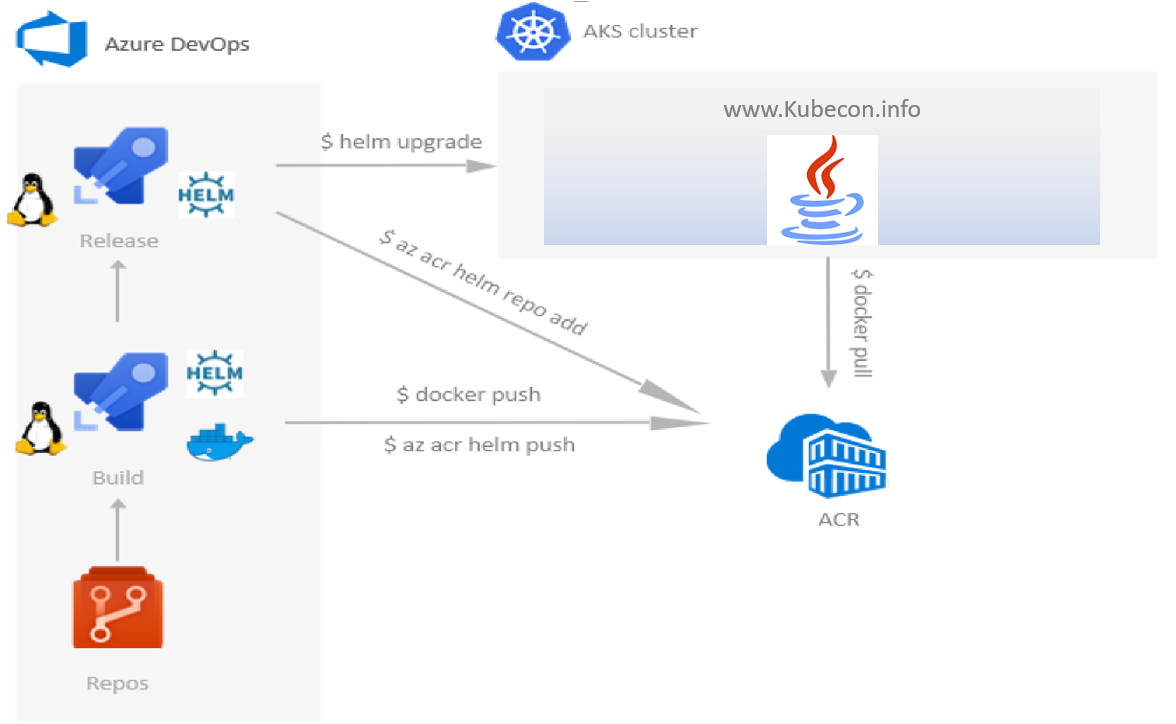 Azure DevOps
AKS cluster
www.Kubecon.info
$ helm upgrade
HELM
Release
$ az acr helm repo add
$ docker pull
HELM
$ docker push
$ az acr helm push
Build
ACR
Repos